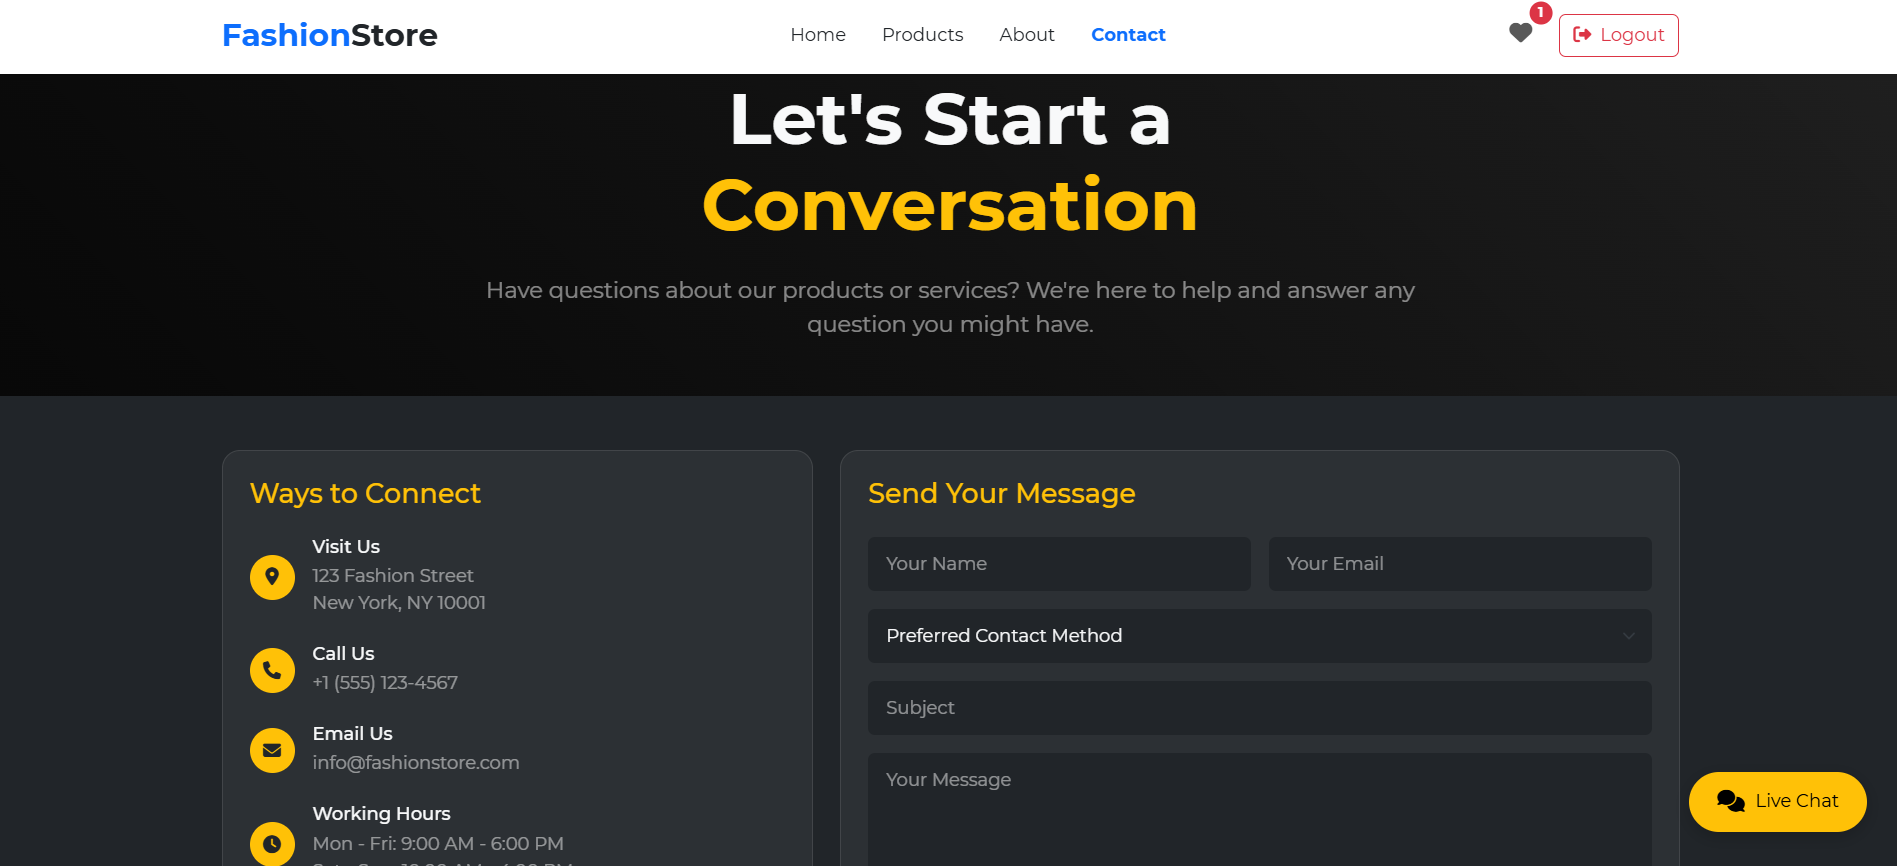 FashionStore
Home
Products
About
Contact
1
Logout
Let's Start a
Conversation
Have questions about our products or services? We're here to help and answer any
question you might have.
Ways to Connect
Visit Us
123 Fashion Street
New York, NY 10001
Call Us
+1 (555) 123-4567
Email Us
info@fashionstore.com
Working Hours
Mon - Fri: 9:00 AM - 6:00 PM
Send Your Message
Your Name
Your Email
Preferred Contact Method
Subject
Your Message
Live Chat